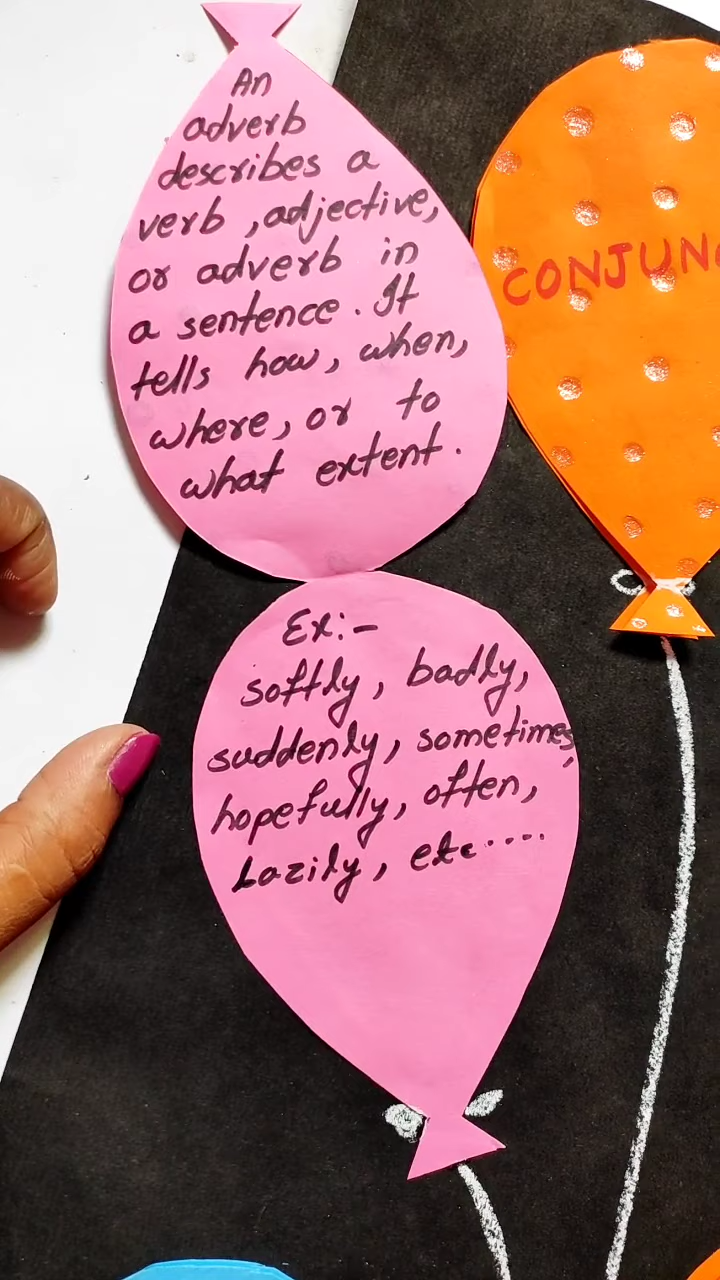 An
adverb
describes a
verb, adjective,
or adverb in
a sentence. It
tells how, when,
where, or to
what extent.
Ex:-
softly, badly,
suddenly, sometimes,
hopefully, often,
Lazily, etc....
CONJUNC